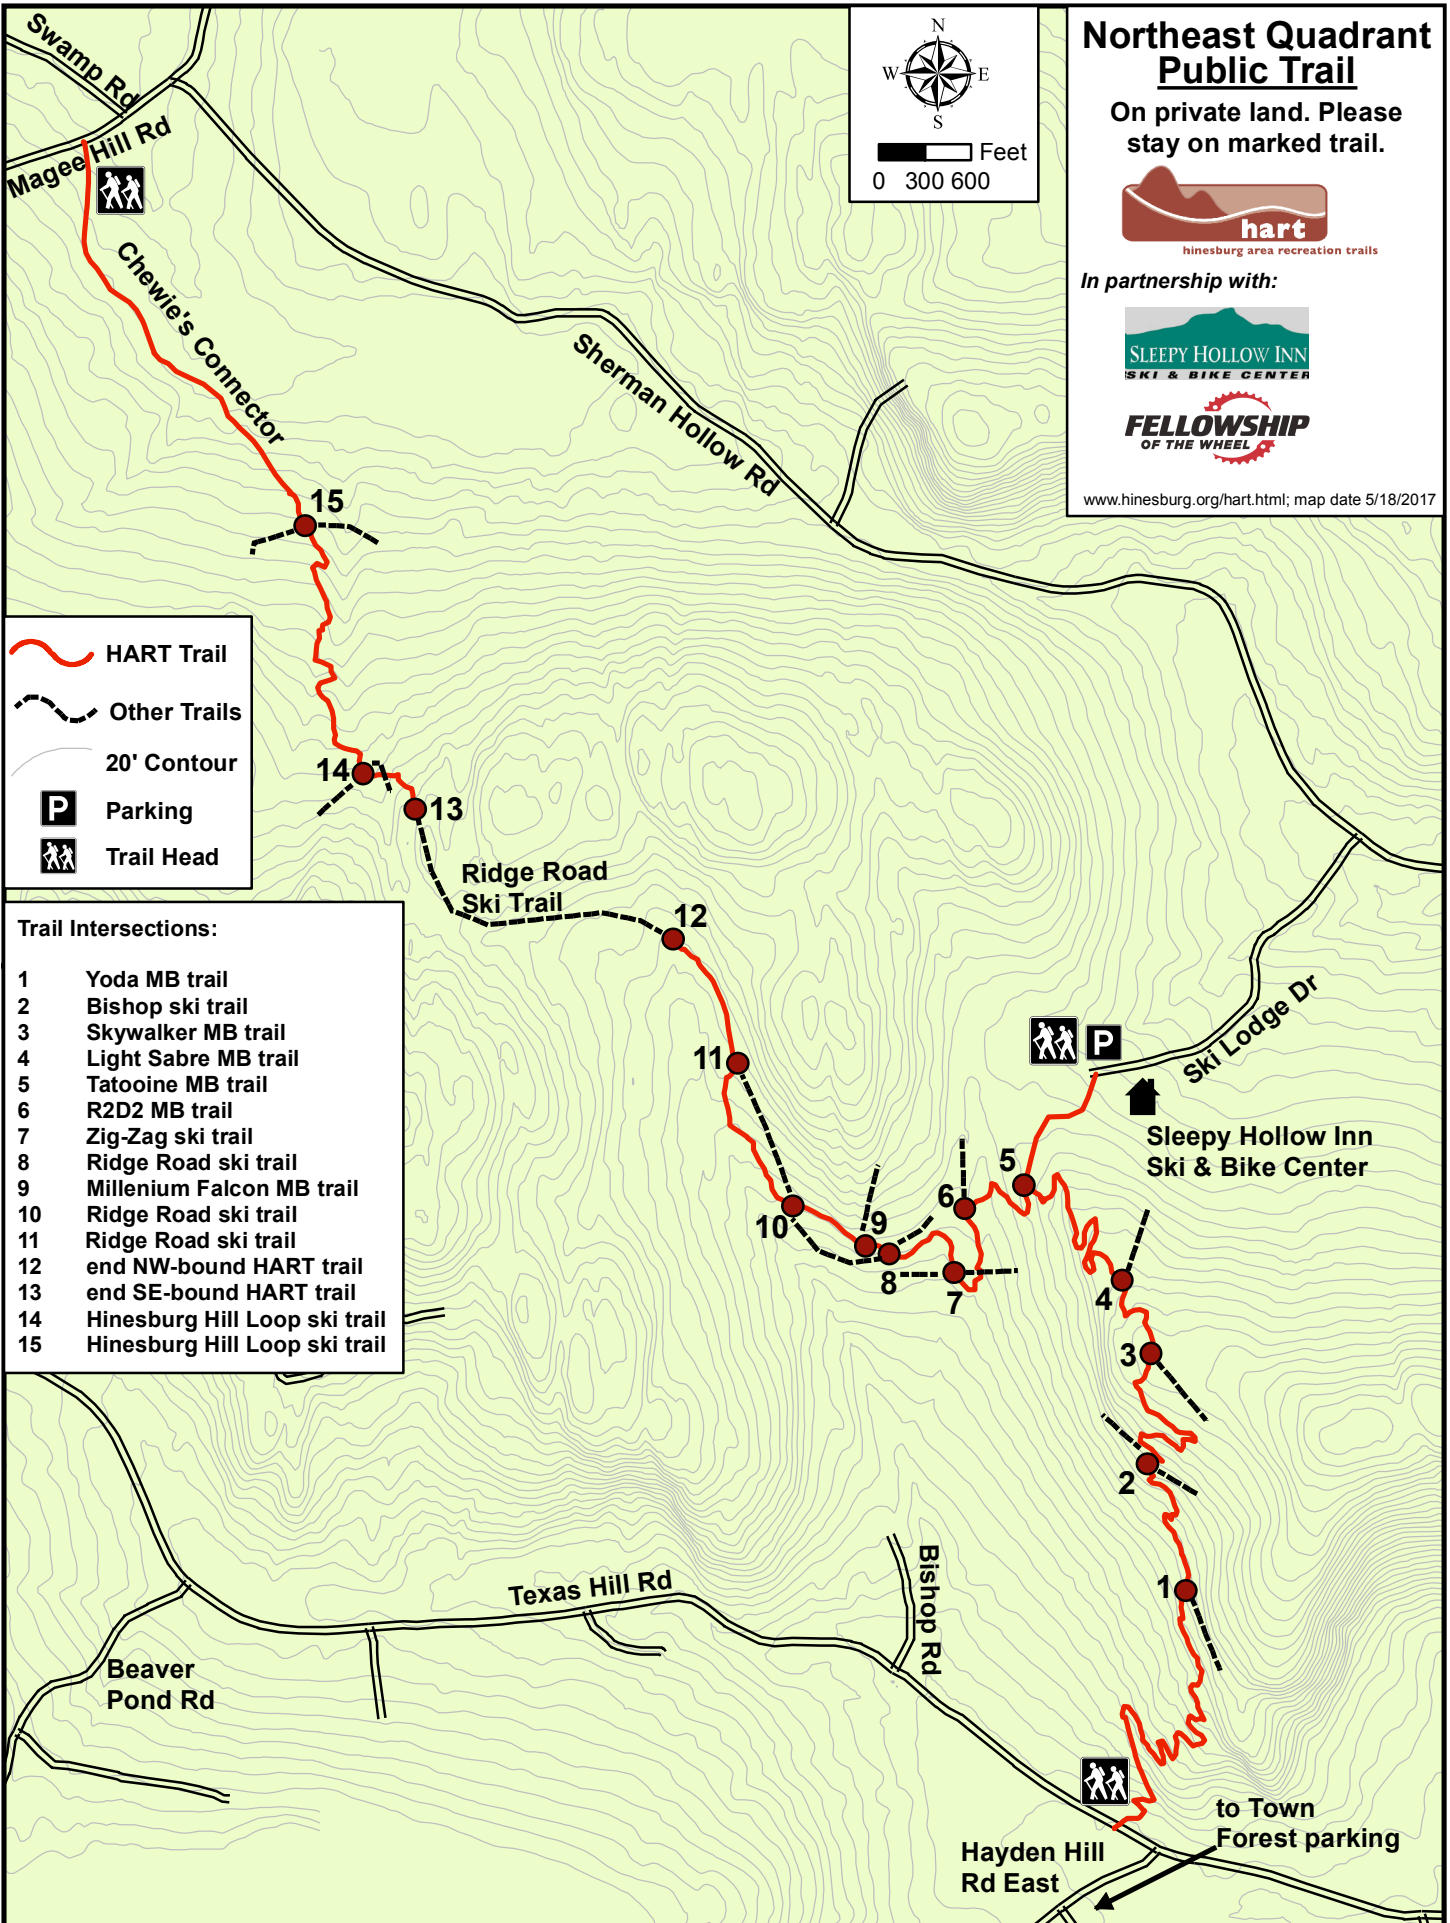 Northeast Quadrant
Public Trail
On private land. Please
stay on marked trail.
hart
hinesburg area recreation trails
In partnership with:
SLEEPY HOLLOW INN
SKI & BIKE CENTER
FELLOWSHIP
OF THE WHEEL
www.hinesburg.org/hart.html; map date 5/18/2017
N
W
E
S
Feet
0 300 600
Swamp Rd
Magee Hill Rd
Chewie's Connector
Sherman Hollow Rd
15
HART Trail
Other Trails
20' Contour
P Parking
Trail Head
14
13
Ridge Road
Ski Trail
12
11
10
9
8
7
6
5
4
3
2
1
P
Ski Lodge Dr
Sleepy Hollow Inn
Ski & Bike Center
Trail Intersections:
1 Yoda MB trail
2 Bishop ski trail
3 Skywalker MB trail
4 Light Sabre MB trail
5 Tatooine MB trail
6 R2D2 MB trail
7 Zig-Zag ski trail
8 Ridge Road ski trail
9 Millenium Falcon MB trail
10 Ridge Road ski trail
11 Ridge Road ski trail
12 end NW-bound HART trail
13 end SE-bound HART trail
14 Hinesburg Hill Loop ski trail
15 Hinesburg Hill Loop ski trail
Texas Hill Rd
Bishop Rd
Beaver
Pond Rd
Hayden Hill
Rd East
to Town
Forest parking